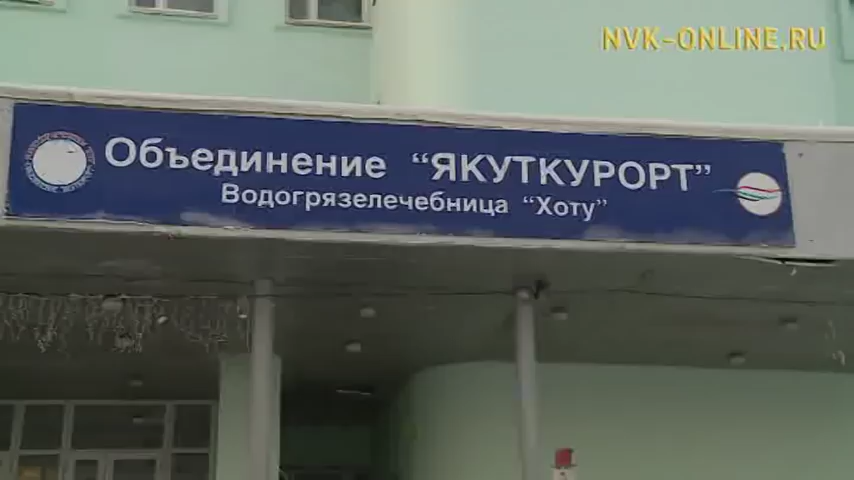 NVK-ONLINE.RU
Объединение "ЯКУТКУРОРТ"
Водогрязелечебница "Хоту"